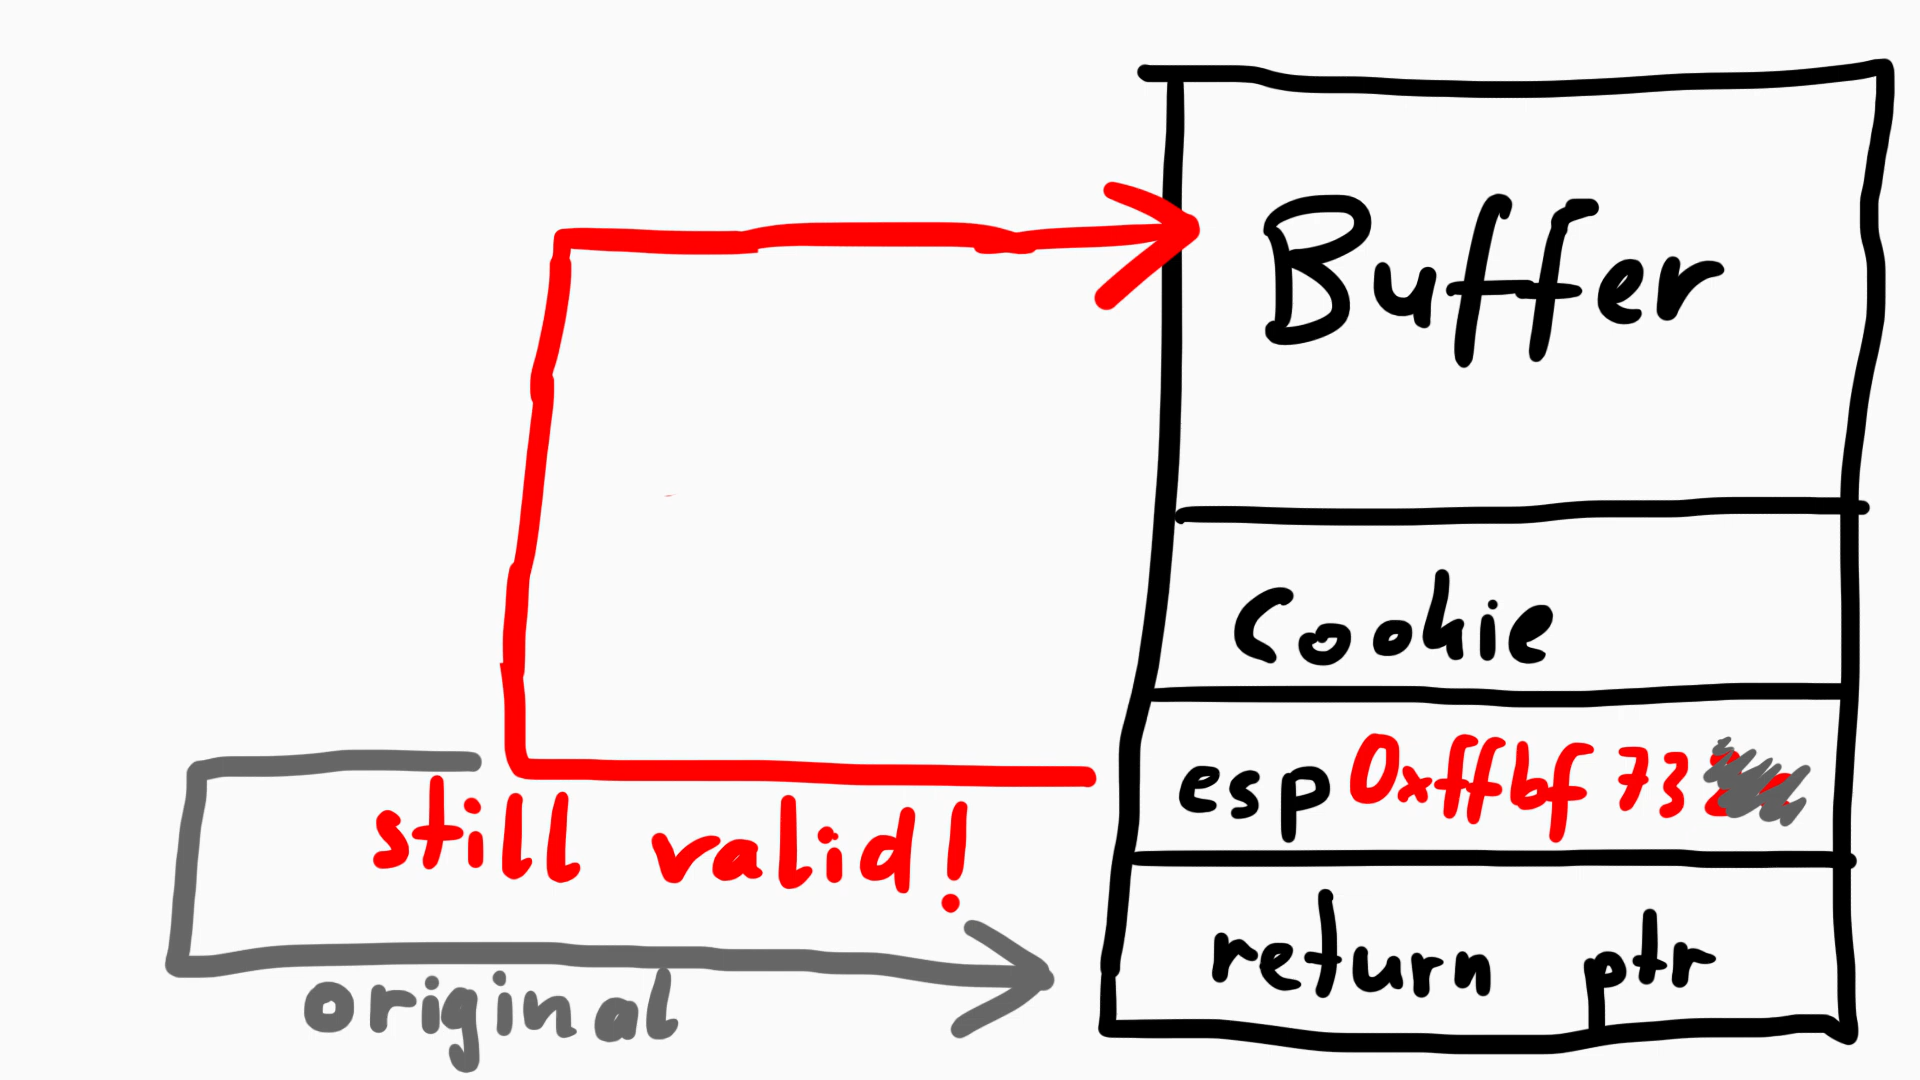 Buffer
Cookie
esp 0xffbf73
still valid!
return ptr
original